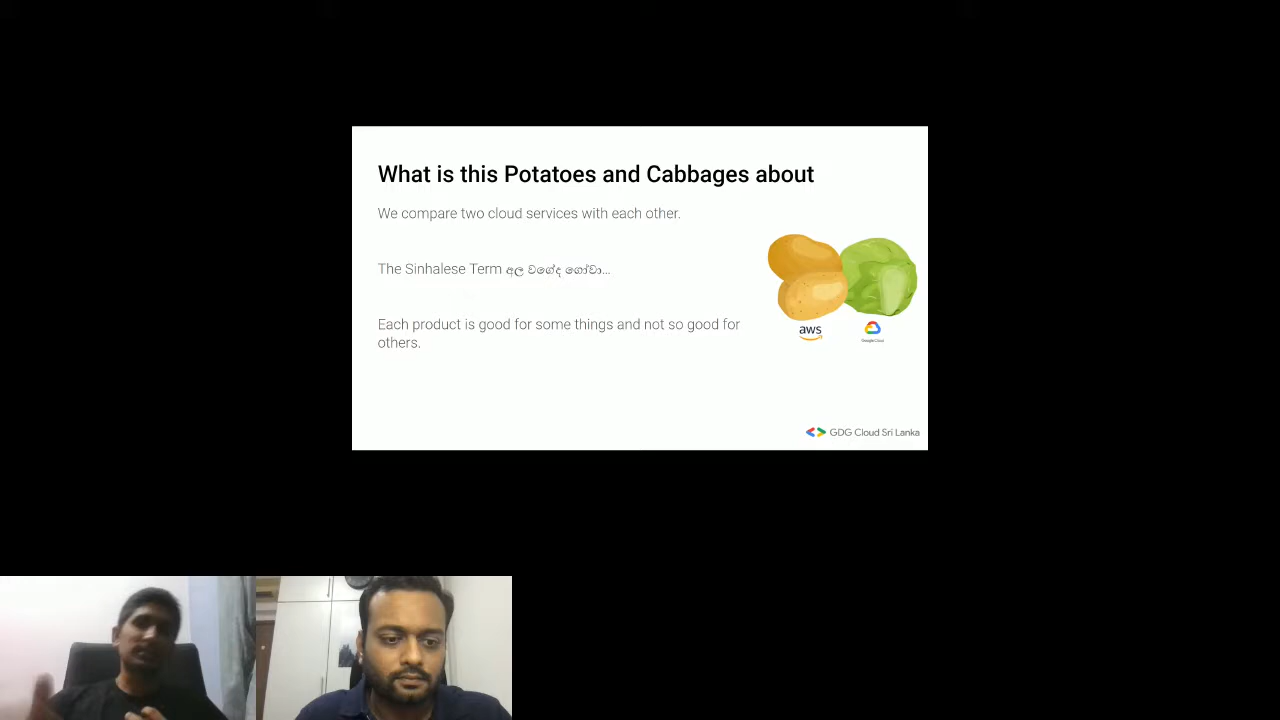 What is this Potatoes and Cabbages about
We compare two cloud services with each other.
The Sinhalese Term අල වගේද ගෝවා...
Each product is good for some things and not so good for
others.
aws
Google Cloud
GDG Cloud Sri Lanka